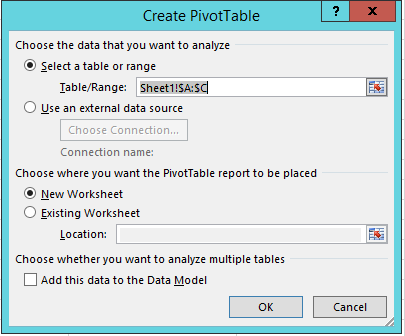 Create PivotTable
? x
Choose the data that you want to analyze
Select a table or range
Table/Range: Sheet1!$A:$C
Use an external data source
Choose Connection...
Connection name:
Choose where you want the PivotTable report to be placed
New Worksheet
Existing Worksheet
Location:
Choose whether you want to analyze multiple tables
Add this data to the Data Model
OK Cancel